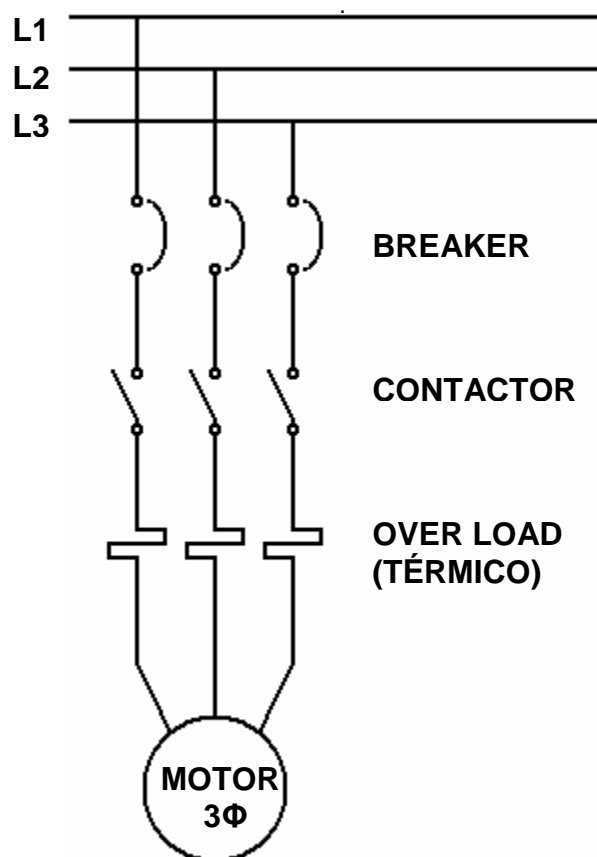 L1
L2
L3
BREAKER
CONTACTOR
OVER LOAD
(TÉRMICO)
MOTOR
3Φ